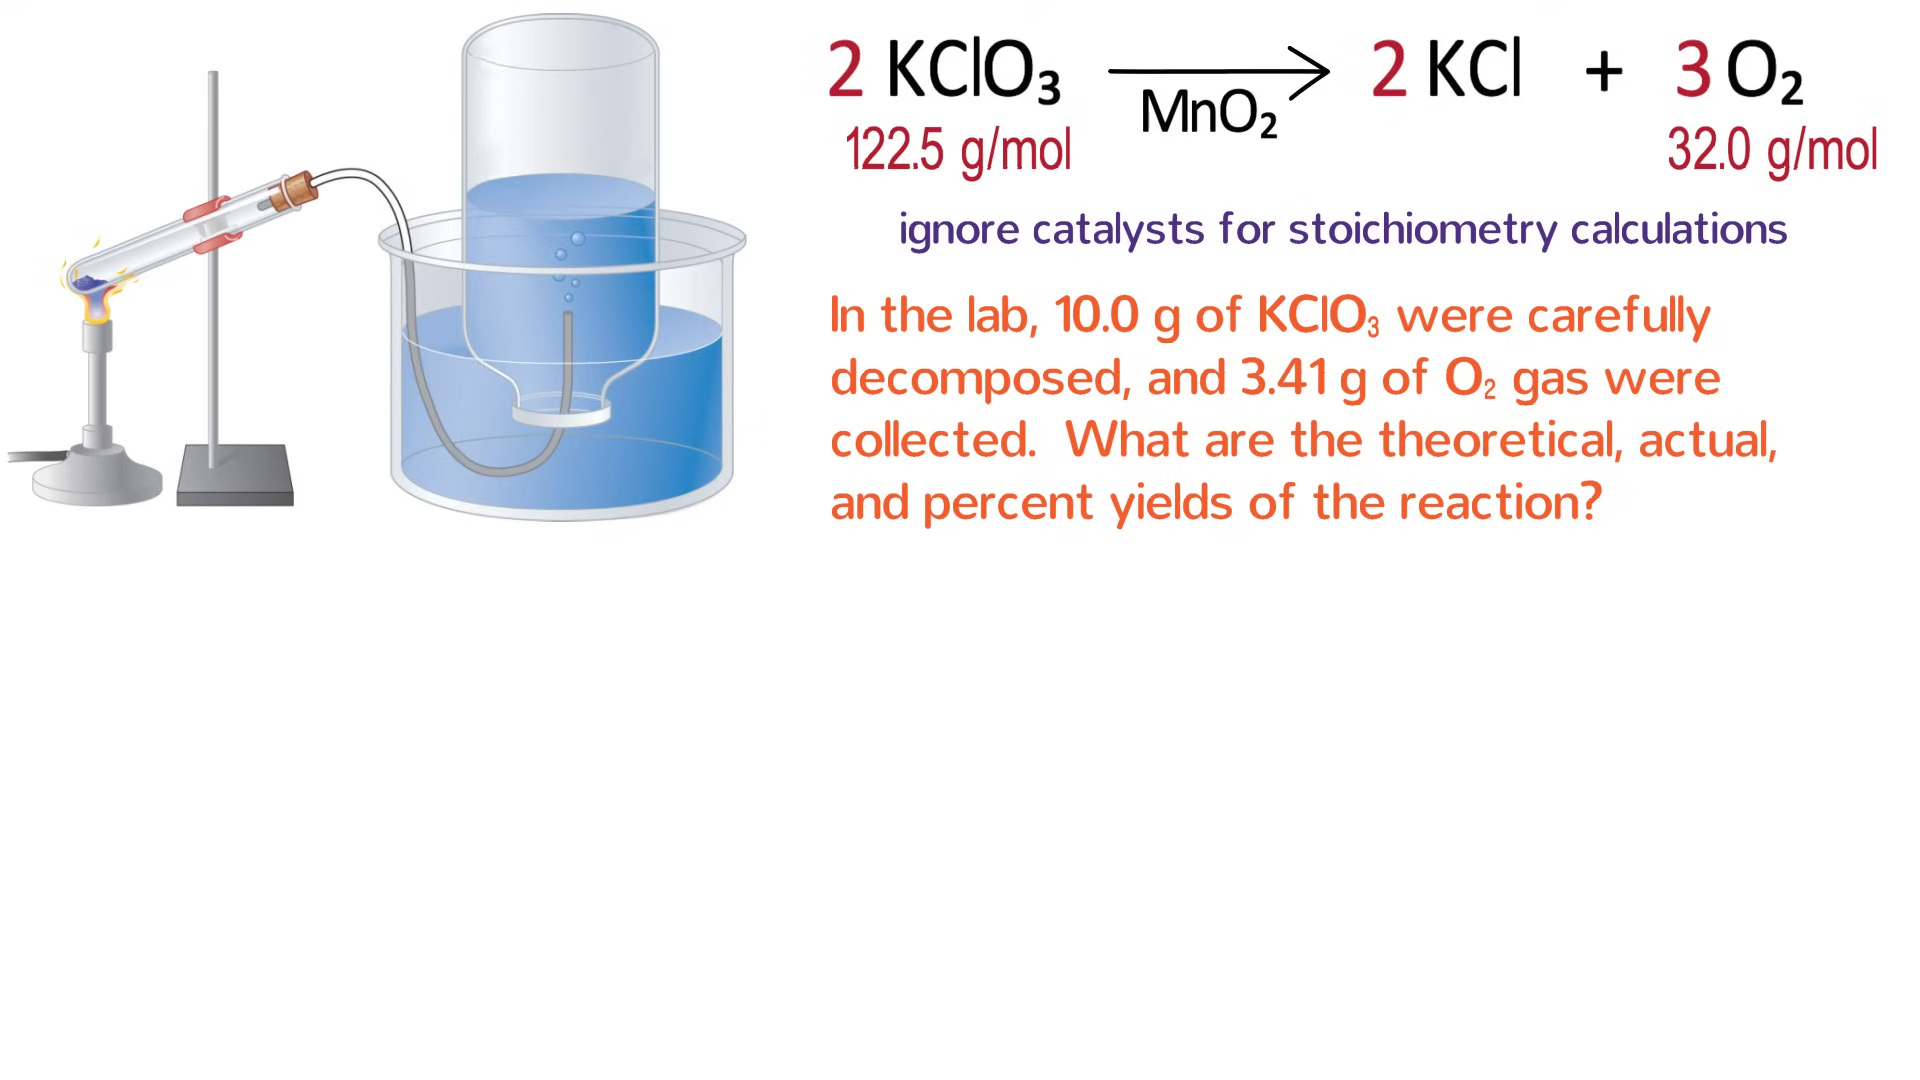 2 KClO₃ → 2 KCl + 3 O₂
MnO₂
122.5 g/mol 32.0 g/mol
ignore catalysts for stoichiometry calculations
In the lab, 10.0 g of KClO₃ were carefully
decomposed, and 3.41 g of O₂ gas were
collected. What are the theoretical, actual,
and percent yields of the reaction?